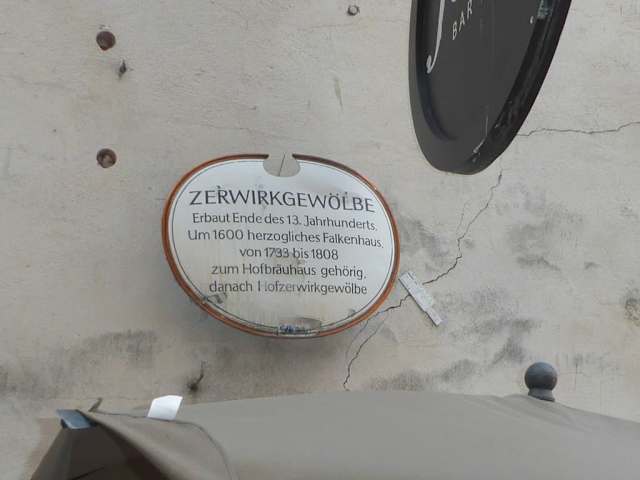 BAR
ZERWIRKGEWÖLBE
Erbaut Ende des 13. Jahrhunderts.
Um 1600 herzogliches Falkenhaus,
von 1733 bis 1808
zum Hofbräuhaus gehörig,
danach Hofzerwirkgewölbe